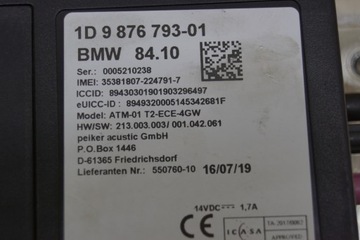 1D 9 876 793-01
BMW 84.10
Ser.: 0005210238
IMEI: 35381807-224791-7
ICCID: 89430301901903296497
eUICC-ID : 89493200051453426 81F
Model: ATM-01 T2-ECE-4GW
HW/SW: 213.003.003/ 001.042.061
peiker acustic GmbH
P.O.Box 1446
D-61365 Friedrichsdorf
Lieferanten Nr.: 550760-10 16/07/19
14VDC ⎓ 1,7A
ICASA